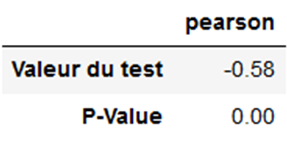 pearson
Valeur du test -0.58
P-Value 0.00